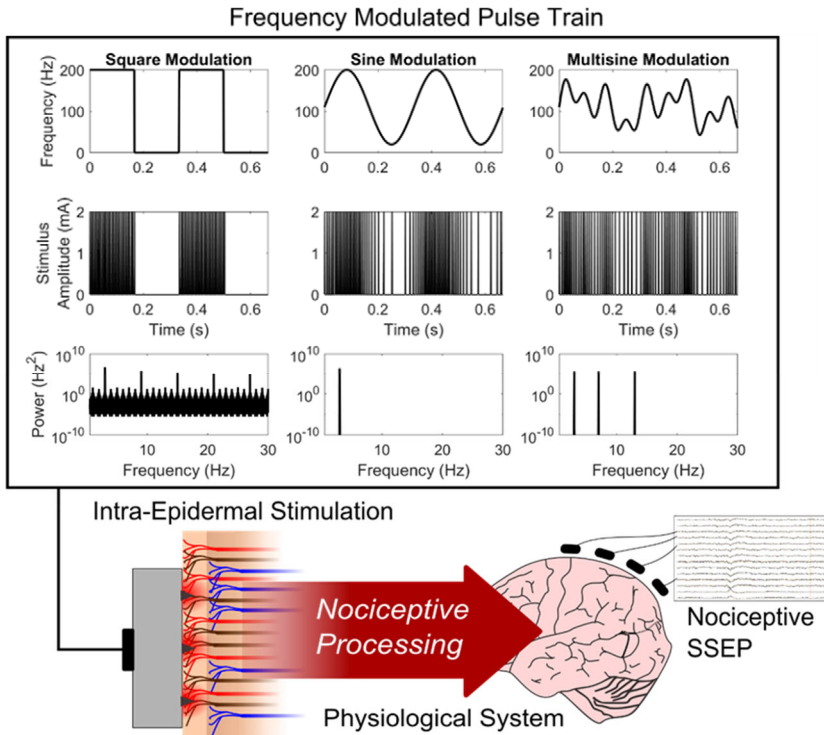 Frequency Modulated Pulse Train
Square Modulation
Sine Modulation
Multisine Modulation
Frequency (Hz)
200
100
0
0 0.2 0.4 0.6
200
100
0
0 0.2 0.4 0.6
200
100
0
0 0.2 0.4 0.6
Stimulus
Amplitude (mA)
2
1
0
0 0.2 0.4 0.6
Time (s)
2
1
0
0 0.2 0.4 0.6
Time (s)
2
1
0
0 0.2 0.4 0.6
Time (s)
Power (Hz²)
10¹⁰
10⁰
10⁻¹⁰
10 20 30
Frequency (Hz)
10¹⁰
10⁰
10⁻¹⁰
10 20 30
Frequency (Hz)
10¹⁰
10⁰
10⁻¹⁰
10 20 30
Frequency (Hz)
Intra-Epidermal Stimulation
Nociceptive
Processing
Nociceptive
SSEP
Physiological System